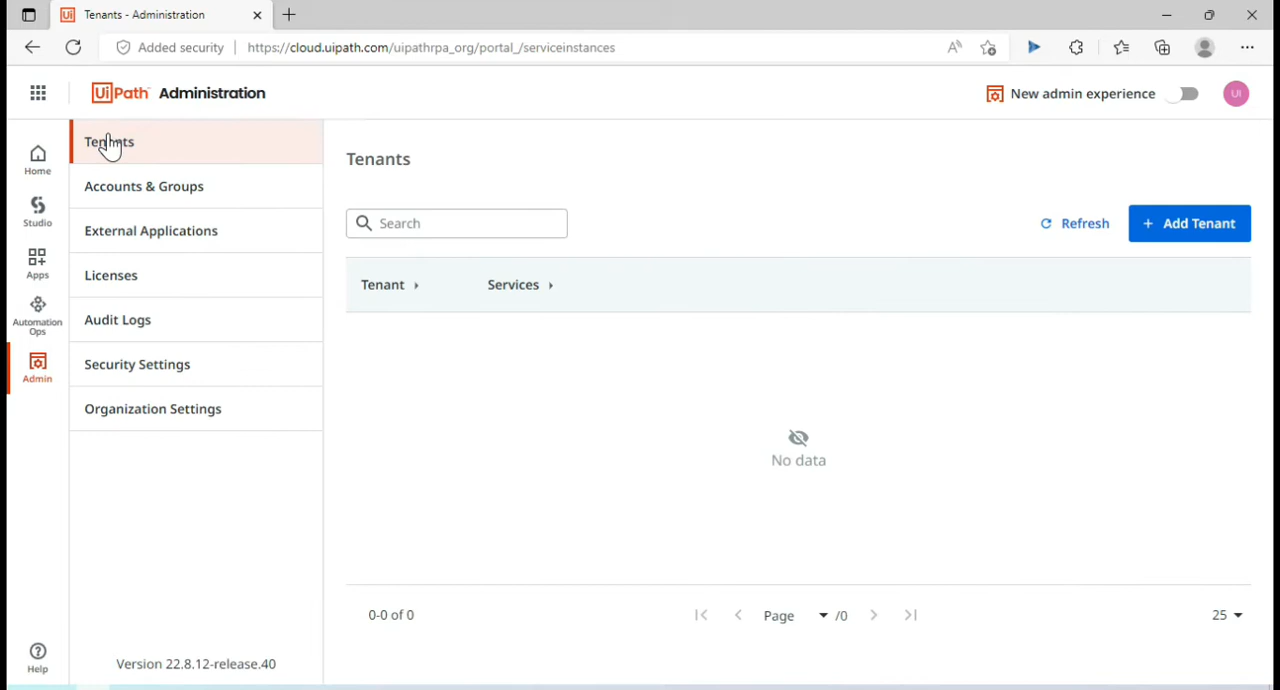 Tenants - Administration
Added security
https://cloud.uipath.com/uipathrpa_org/portal_/serviceinstances
UiPath Administration
New admin experience
UI
Home
Studio
Apps
Automation Ops
Admin
Help
Tenants
Accounts & Groups
External Applications
Licenses
Audit Logs
Security Settings
Organization Settings
Version 22.8.12-release.40
Tenants
Search
Refresh
+ Add Tenant
Tenant
Services
No data
0-0 of 0
Page /0
25